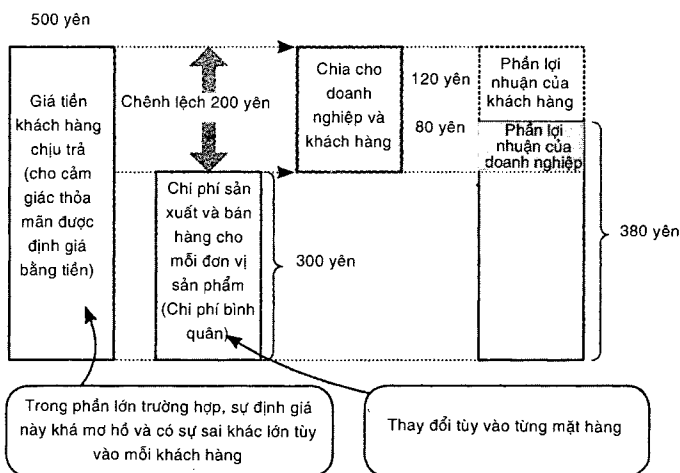 500 yên
Giá tiền
khách hàng
chịu trả
(cho cảm
giác thỏa
mãn được
định giá
bằng tiền)
Chênh lệch 200 yên
Chi phí sản
xuất và bán
hàng cho
mỗi đơn vị
sản phẩm
(Chi phí bình
quân)
300 yên
Chia cho
doanh
nghiệp và
khách hàng
120 yên
80 yên
Phần lợi
nhuận của
khách hàng
Phần lợi
nhuận của
doanh nghiệp
380 yên
Trong phần lớn trường hợp, sự định giá
này khá mơ hồ và có sự sai khác lớn tùy
vào mỗi khách hàng
Thay đổi tùy vào từng mặt hàng